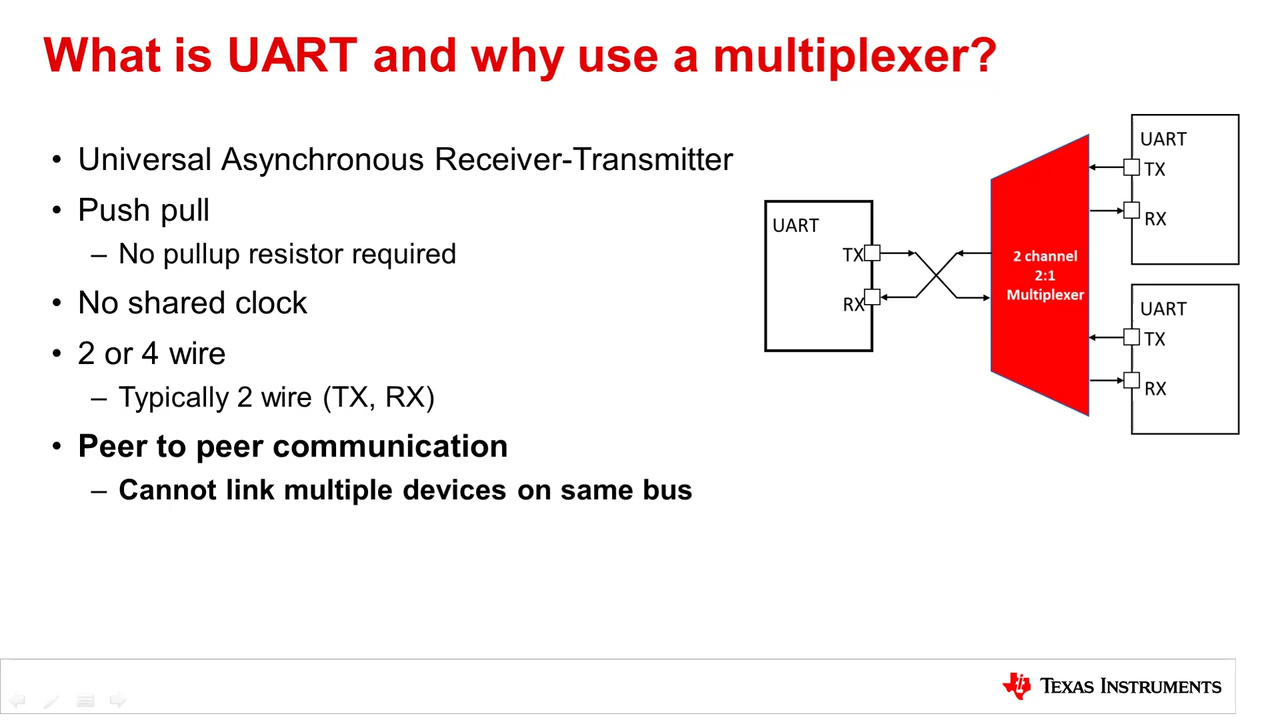 What is UART and why use a multiplexer?
• Universal Asynchronous Receiver-Transmitter
• Push pull
– No pullup resistor required
• No shared clock
• 2 or 4 wire
– Typically 2 wire (TX, RX)
• Peer to peer communication
– Cannot link multiple devices on same bus
UART
TX
RX
2 channel
2:1
Multiplexer
UART
TX
RX
UART
TX
RX
TEXAS INSTRUMENTS